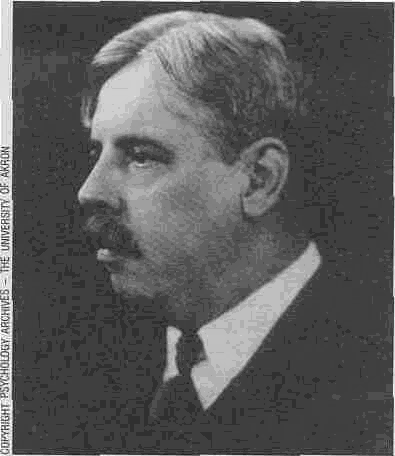 COPYRIGHT PSYCHOLOGY ARCHIVES – THE UNIVERSITY OF AKRON